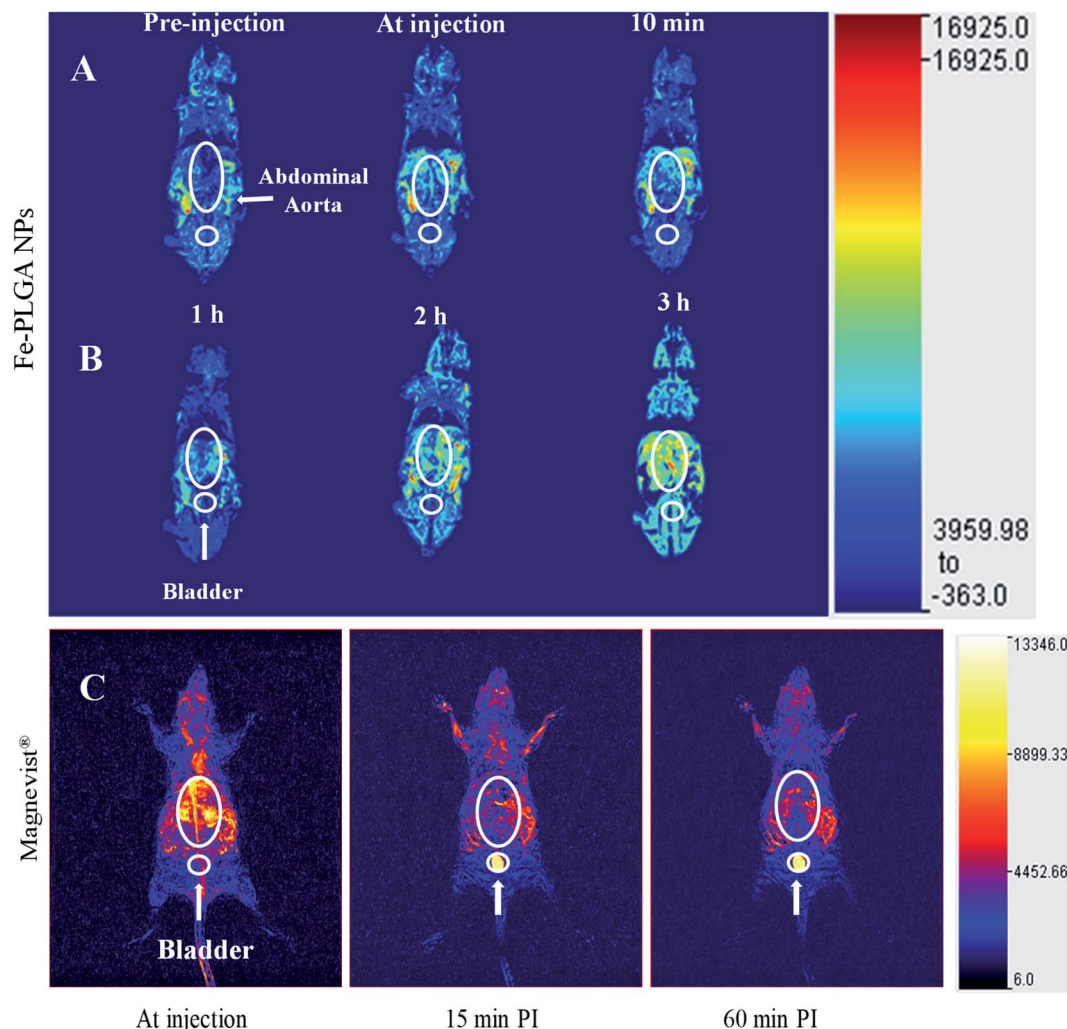 Pre-injection
At injection
10 min
A
Abdominal
Aorta
1 h
2 h
3 h
B
Bladder
Fe-PLGA NPs
16925.0
16925.0
3959.98
to
-363.0
C
Bladder
Magnevist®
13346.0
8899.33
4452.66
6.0
At injection
15 min PI
60 min PI